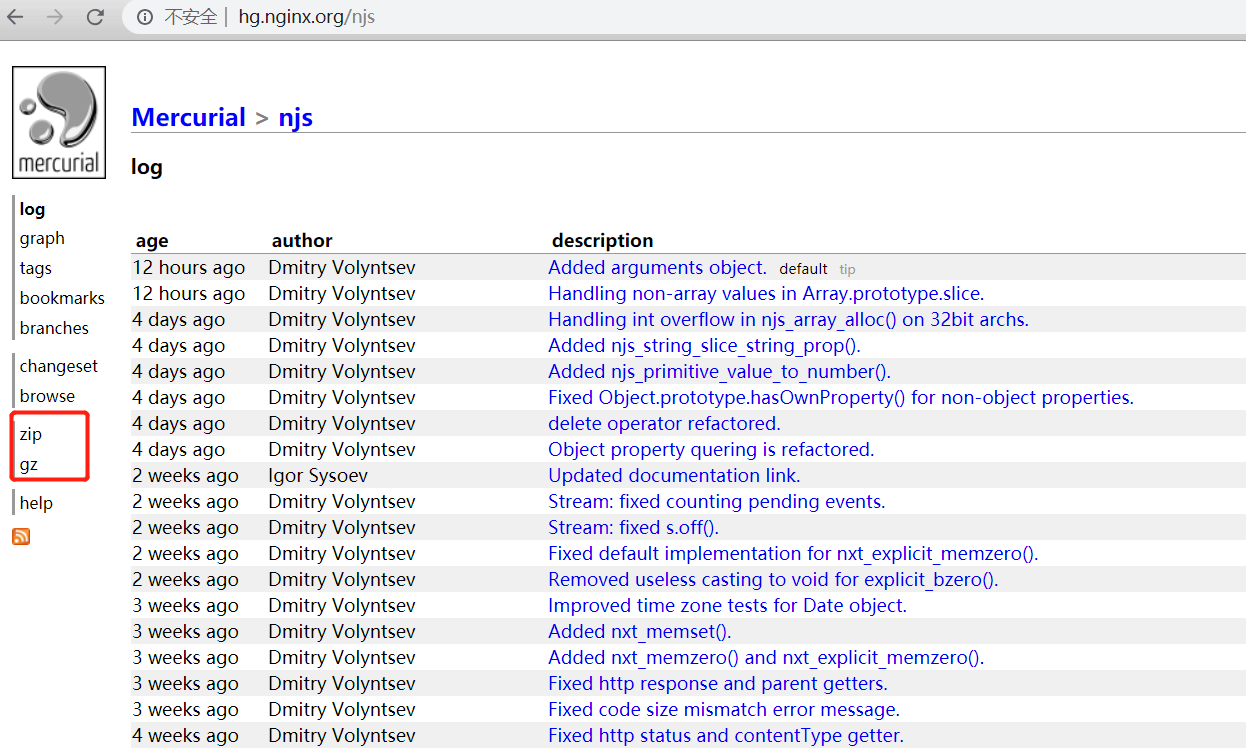 不安全 | hg.nginx.org/njs
mercurial
Mercurial > njs
log
log
graph
tags
bookmarks
branches
changeset
browse
zip
gz
help
age author description
12 hours ago Dmitry Volyntsev Added arguments object. default tip
12 hours ago Dmitry Volyntsev Handling non-array values in Array.prototype.slice.
4 days ago Dmitry Volyntsev Handling int overflow in njs_array_alloc() on 32bit archs.
4 days ago Dmitry Volyntsev Added njs_string_slice_string_prop().
4 days ago Dmitry Volyntsev Added njs_primitive_value_to_number().
4 days ago Dmitry Volyntsev Fixed Object.prototype.hasOwnProperty() for non-object properties.
4 days ago Dmitry Volyntsev delete operator refactored.
4 days ago Dmitry Volyntsev Object property quering is refactored.
2 weeks ago Igor Sysoev Updated documentation link.
2 weeks ago Dmitry Volyntsev Stream: fixed counting pending events.
2 weeks ago Dmitry Volyntsev Stream: fixed s.off().
2 weeks ago Dmitry Volyntsev Fixed default implementation for nxt_explicit_memzero().
2 weeks ago Dmitry Volyntsev Removed useless casting to void for explicit_bzero().
3 weeks ago Dmitry Volyntsev Improved time zone tests for Date object.
3 weeks ago Dmitry Volyntsev Added nxt_memset().
3 weeks ago Dmitry Volyntsev Added nxt_memzero() and nxt_explicit_memzero().
3 weeks ago Dmitry Volyntsev Fixed http response and parent getters.
3 weeks ago Dmitry Volyntsev Fixed code size mismatch error message.
4 weeks ago Dmitry Volyntsev Fixed http status and contentType getter.